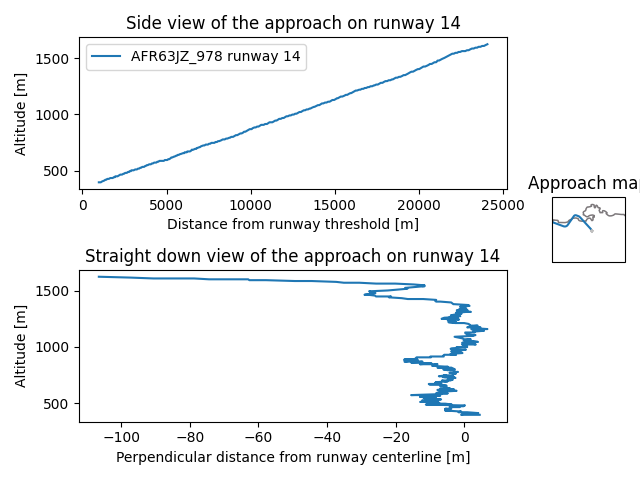 Side view of the approach on runway 14
1500
1000
500
Altitude [m]
AFR63JZ_978 runway 14
0 5000 10000 15000 20000 25000
Distance from runway threshold [m]
Approach map
Straight down view of the approach on runway 14
1500
1000
500
Altitude [m]
−100 −80 −60 −40 −20 0
Perpendicular distance from runway centerline [m]